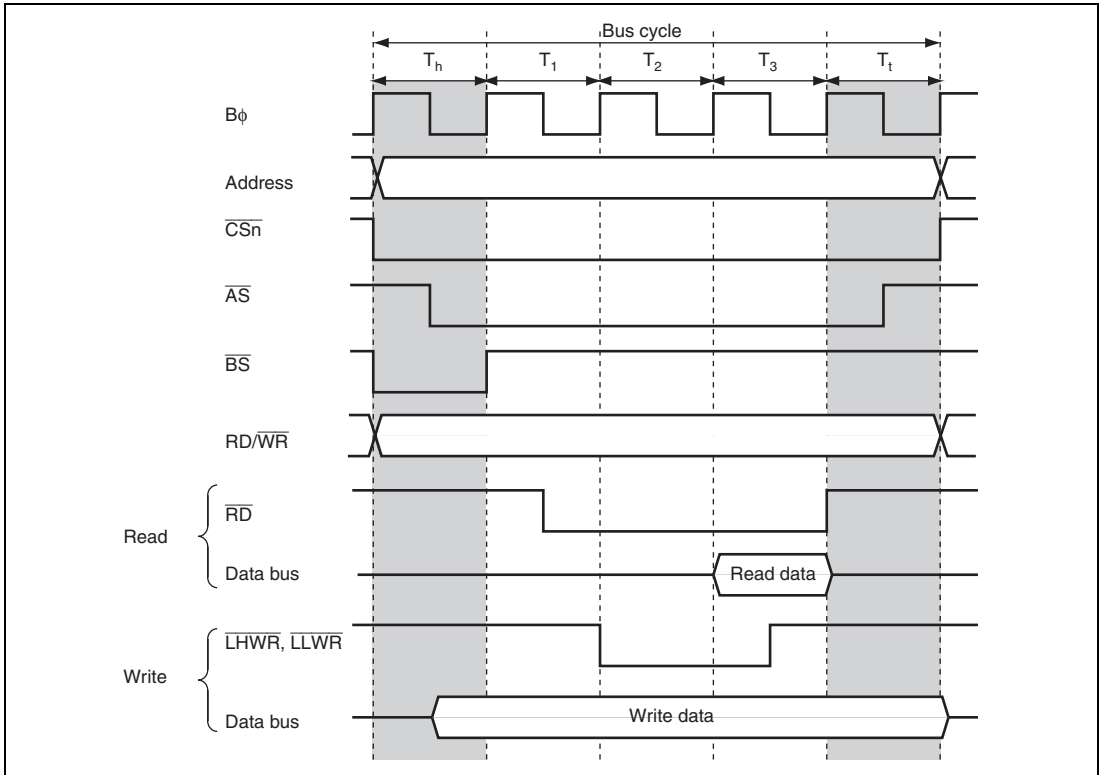 Bus cycle
Th T1 T2 T3 Tt
Bϕ
Address
CSn
AS
BS
RD/WR
Read
RD
Data bus
Read data
Write
LHWR, LLWR
Data bus
Write data